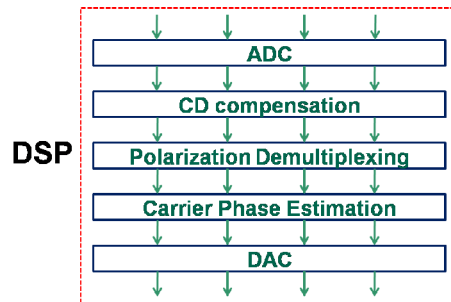 ADC
CD compensation
DSP
Polarization Demultiplexing
Carrier Phase Estimation
DAC